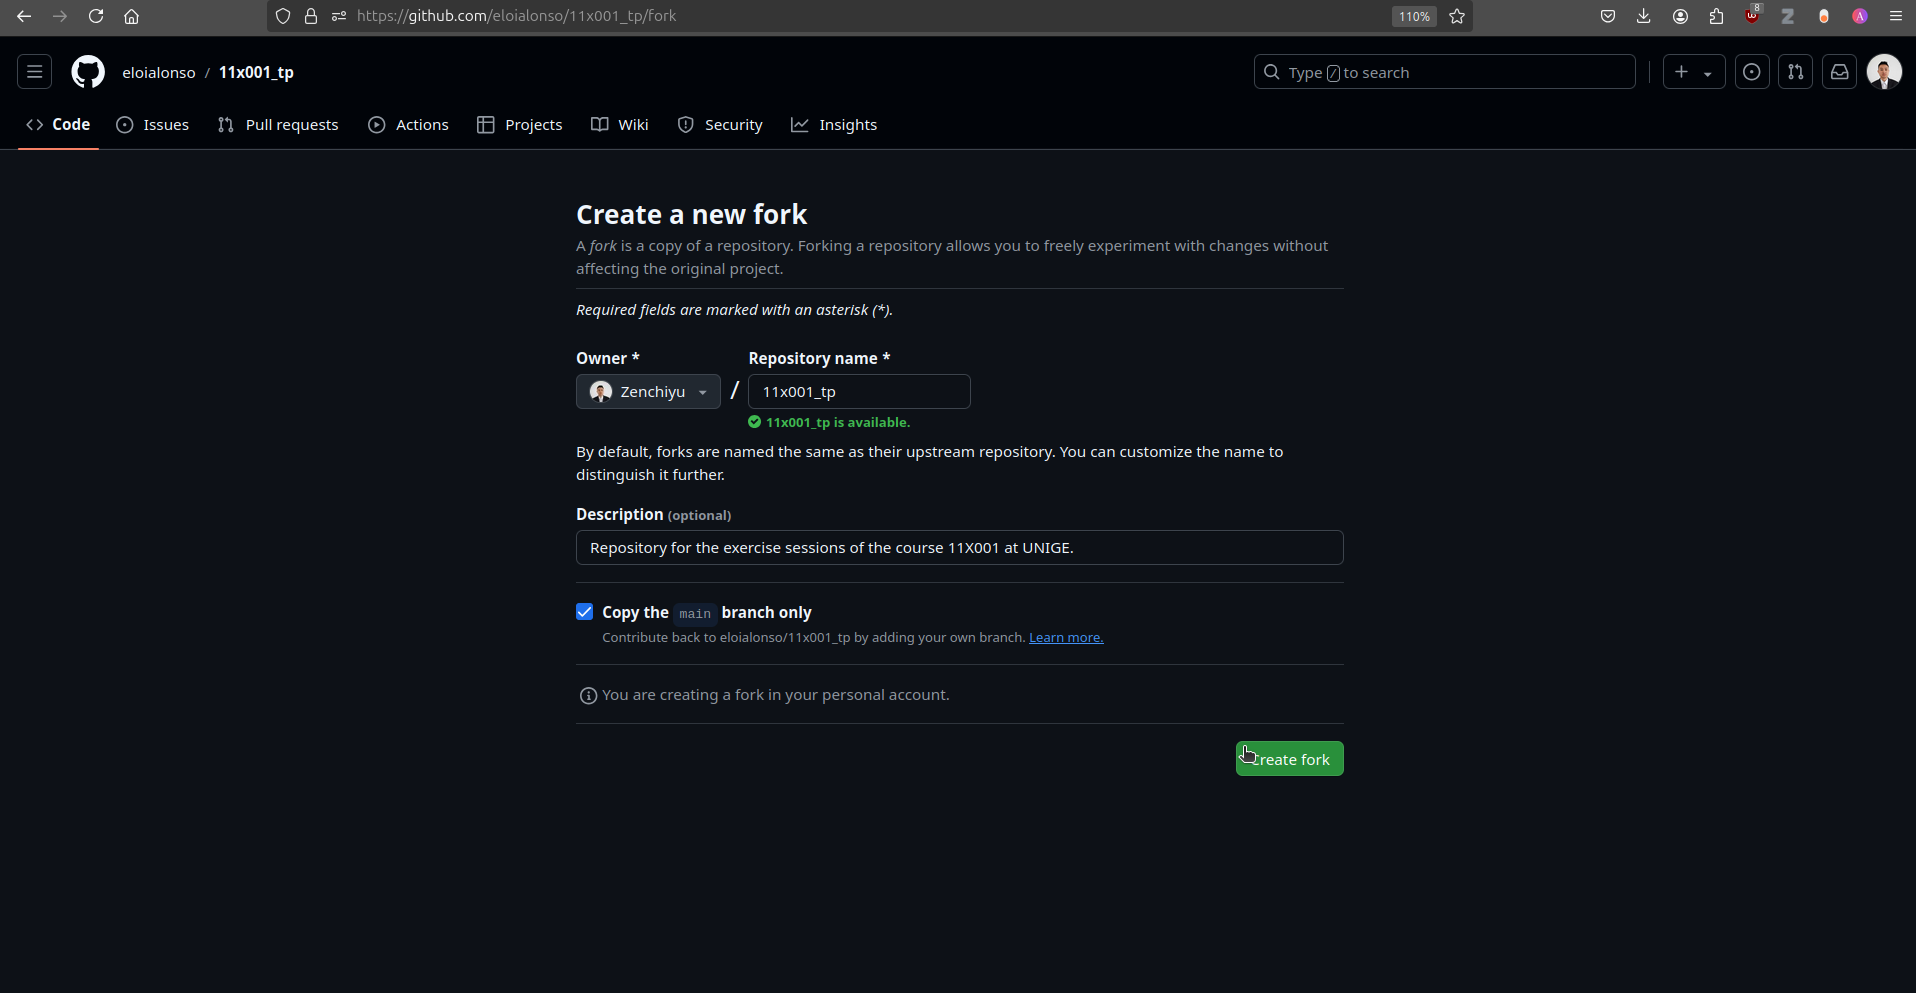 https://github.com/eloialonso/11x001_tp/fork
110%
8
Z
A
eloialonso / 11x001_tp
Type / to search
Code
Issues
Pull requests
Actions
Projects
Wiki
Security
Insights
Create a new fork
A fork is a copy of a repository. Forking a repository allows you to freely experiment with changes without
affecting the original project.
Required fields are marked with an asterisk (*).
Owner *
Repository name *
Zenchiyu / 11x001_tp
11x001_tp is available.
By default, forks are named the same as their upstream repository. You can customize the name to
distinguish it further.
Description (optional)
Repository for the exercise sessions of the course 11X001 at UNIGE.
Copy the main branch only
Contribute back to eloialonso/11x001_tp by adding your own branch. Learn more.
You are creating a fork in your personal account.
Create fork